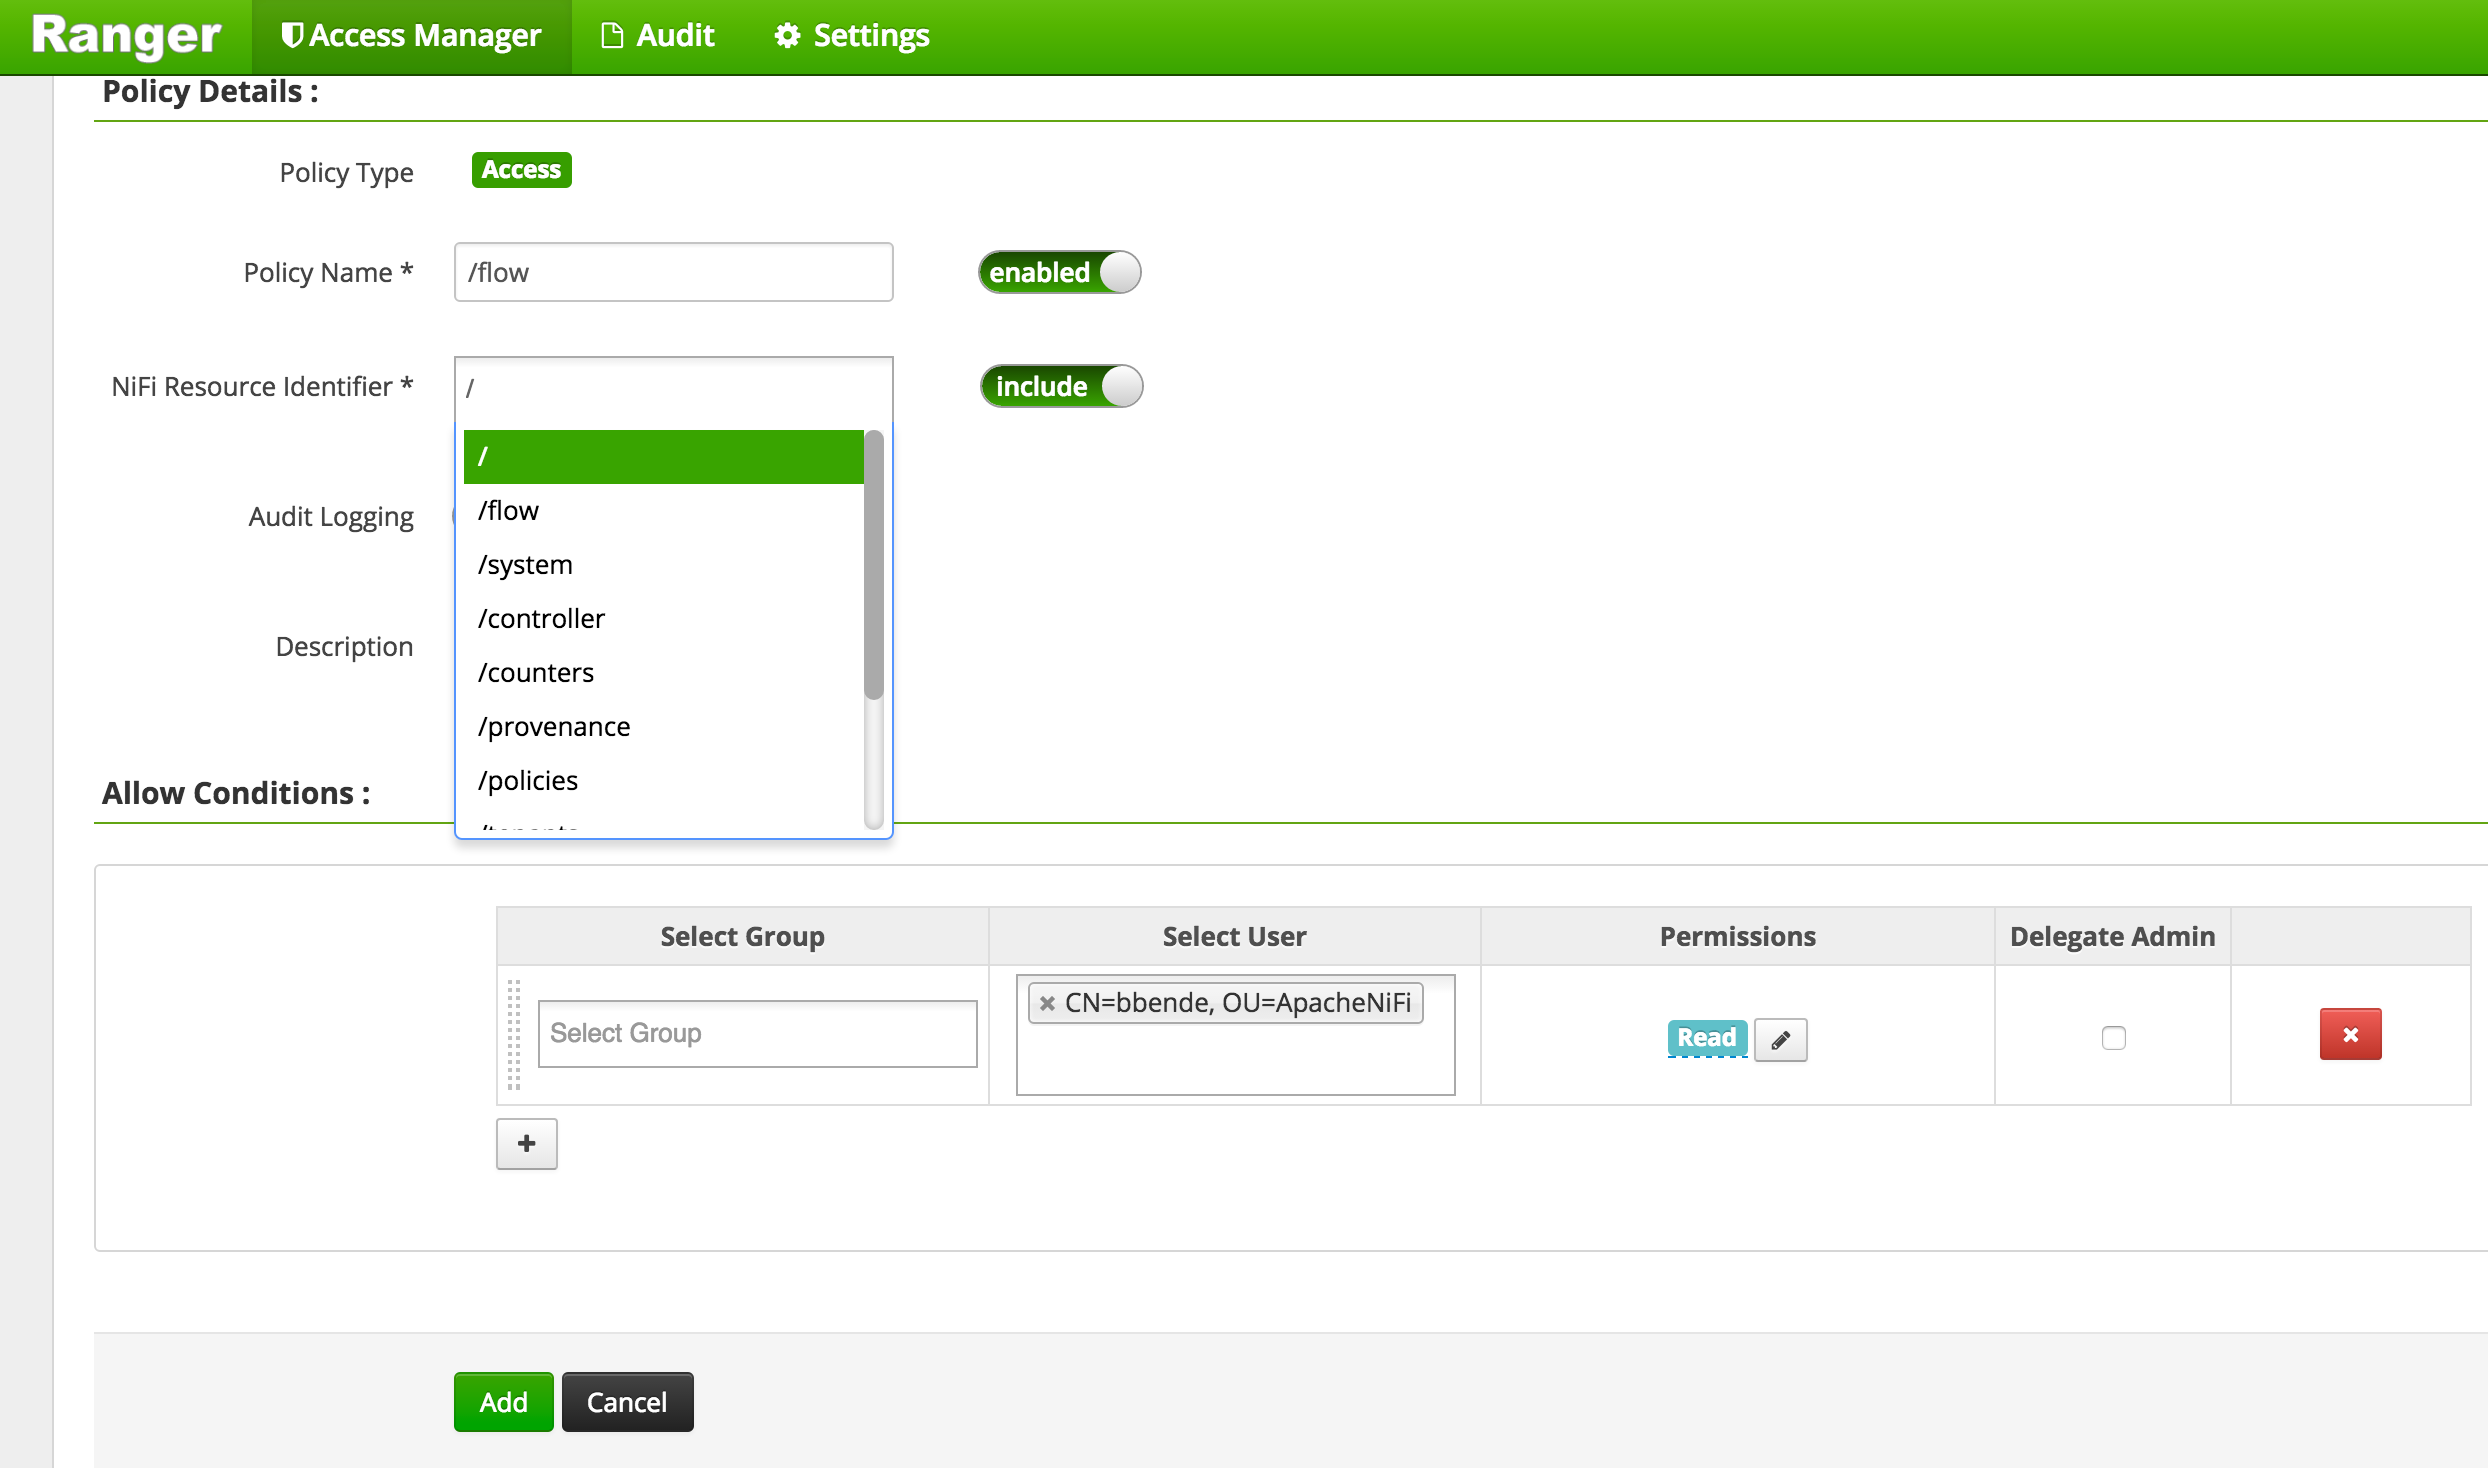 Ranger Access Manager Audit Settings
Policy Details :
Policy Type Access
Policy Name * /flow enabled
NiFi Resource Identifier * / include
/
/flow
Audit Logging
/system
/controller
Description
/counters
/provenance
/policies
Allow Conditions :
Select Group Select User Permissions Delegate Admin
Select Group × CN=bbende, OU=ApacheNiFi Read
+
Add Cancel